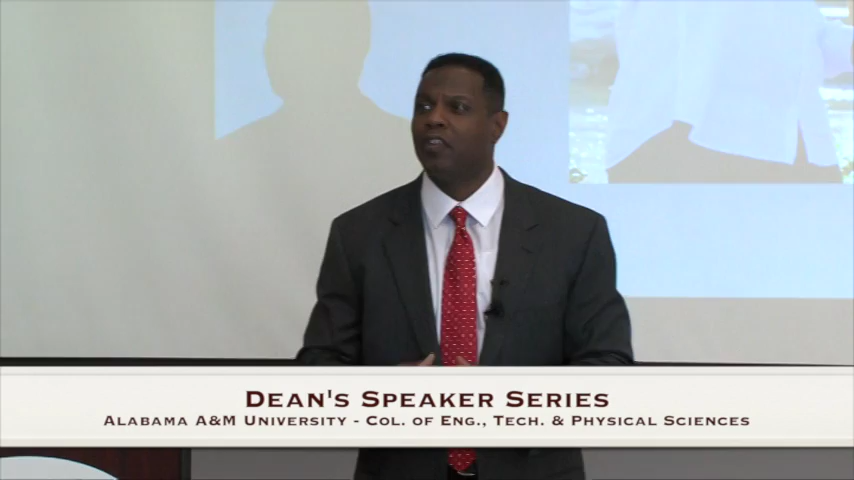 Dean's Speaker Series
Alabama A&M University - Col. of Eng., Tech. & Physical Sciences